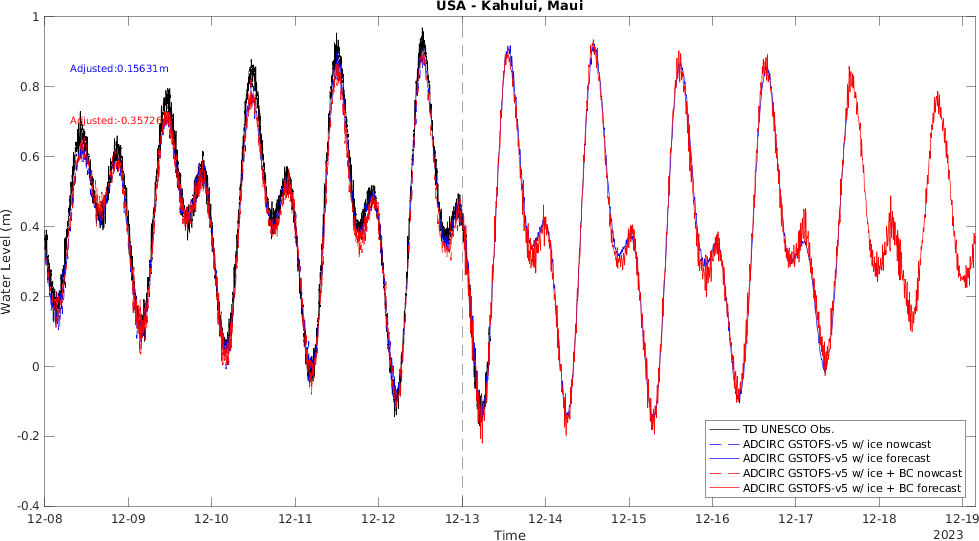 USA - Kahului, Maui
1
0.8
0.6
0.4
0.2
0
-0.2
-0.4
Water Level (m)
Adjusted:0.15631m
Adjusted:-0.35726
TD UNESCO Obs.
ADCIRC GSTOFS-v5 w/ ice nowcast
ADCIRC GSTOFS-v5 w/ ice forecast
ADCIRC GSTOFS-v5 w/ ice + BC nowcast
ADCIRC GSTOFS-v5 w/ ice + BC forecast
12-08 12-09 12-10 12-11 12-12 12-13 12-14 12-15 12-16 12-17 12-18 12-19
Time
2023